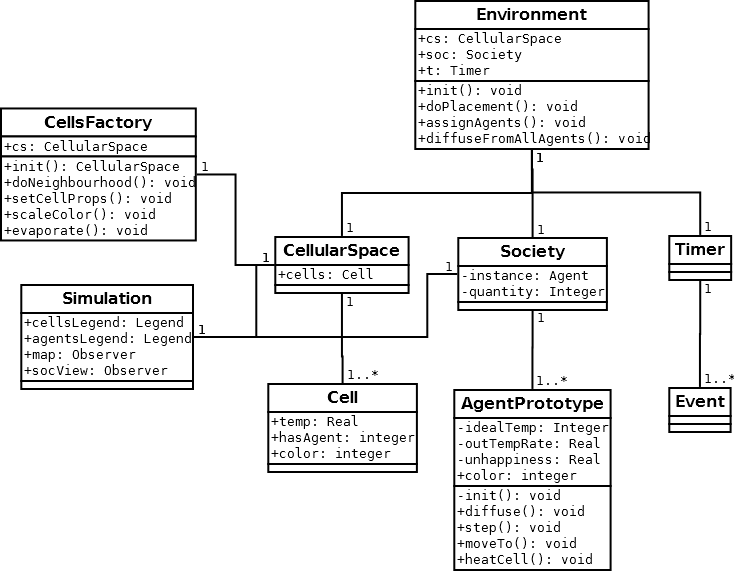 Environment
+cs: CellularSpace
+soc: Society
+t: Timer
+init(): void
+doPlacement(): void
+assignAgents(): void
+diffuseFromAllAgents(): void
1
CellsFactory
+cs: CellularSpace
+init(): CellularSpace
+doNeighbourhood(): void
+setCellProps(): void
+scaleColor(): void
+evaporate(): void
1
1
1
1
1
CellularSpace
+cells: Cell
1
1
Society
-instance: Agent
-quantity: Integer
1
Timer
1
Simulation
+cellsLegend: Legend
+agentsLegend: Legend
+map: Observer
+socView: Observer
1
1..*
Cell
+temp: Real
+hasAgent: integer
+color: integer
1..*
AgentPrototype
-idealTemp: Integer
-outTempRate: Real
-unhappiness: Real
+color: integer
-init(): void
+diffuse(): void
+step(): void
+moveTo(): void
+heatCell(): void
1..*
Event